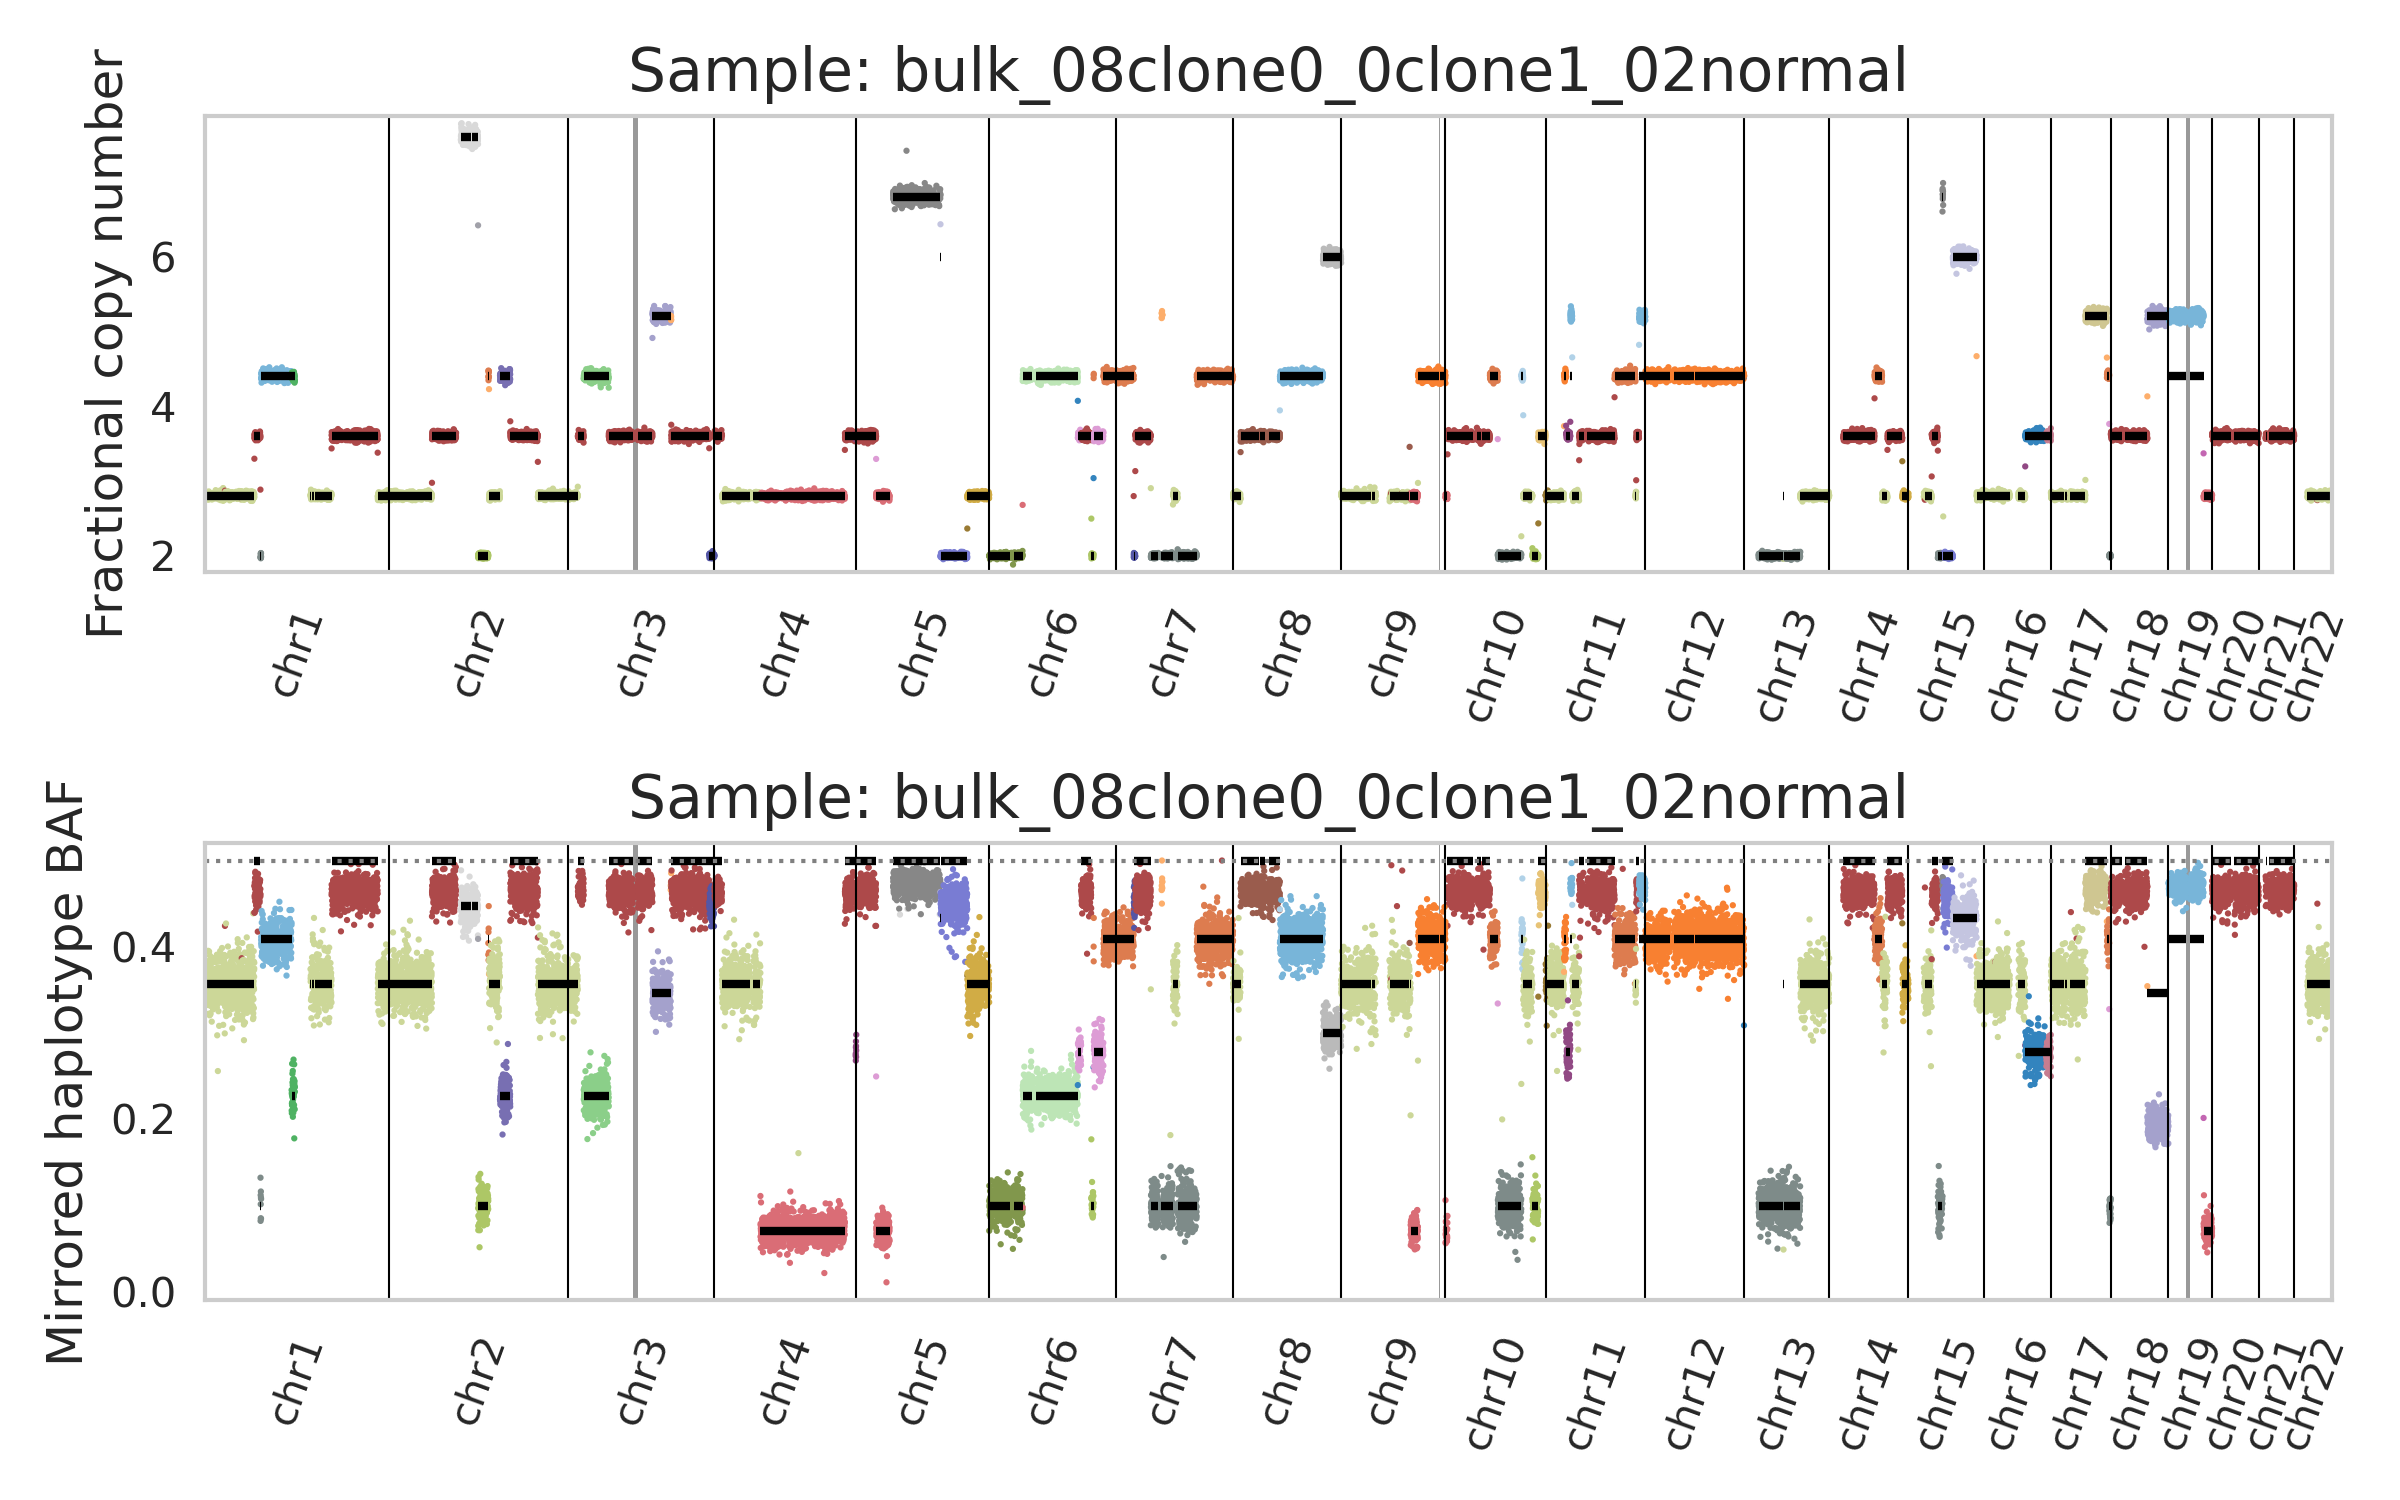 Sample: bulk_08clone0_0clone1_02normal
Fractional copy number
6
4
2
chr1 chr2 chr3 chr4 chr5 chr6 chr7 chr8 chr9 chr10 chr11 chr12 chr13 chr14 chr15 chr16 chr17 chr18 chr19 chr20 chr21 chr22
Sample: bulk_08clone0_0clone1_02normal
Mirrored haplotype BAF
0.4
0.2
0.0
chr1 chr2 chr3 chr4 chr5 chr6 chr7 chr8 chr9 chr10 chr11 chr12 chr13 chr14 chr15 chr16 chr17 chr18 chr19 chr20 chr21 chr22